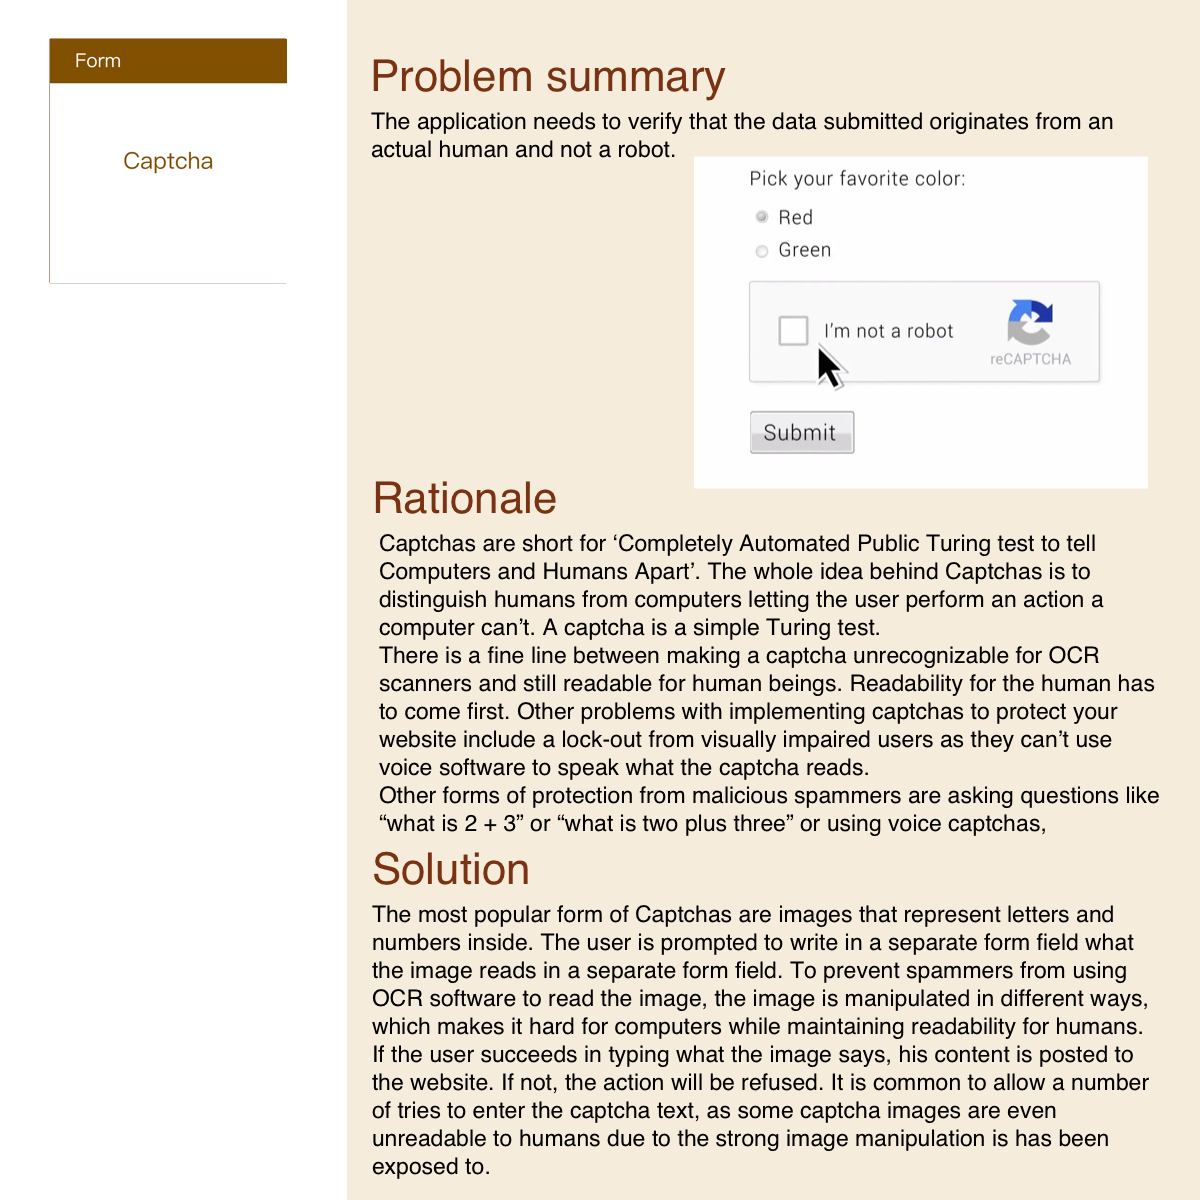 Form
Captcha
Problem summary
The application needs to verify that the data submitted originates from an
actual human and not a robot.
Pick your favorite color:
Red
Green
I'm not a robot
reCAPTCHA
Submit
Rationale
Captchas are short for ‘Completely Automated Public Turing test to tell
Computers and Humans Apart’. The whole idea behind Captchas is to
distinguish humans from computers letting the user perform an action a
computer can’t. A captcha is a simple Turing test.
There is a fine line between making a captcha unrecognizable for OCR
scanners and still readable for human beings. Readability for the human has
to come first. Other problems with implementing captchas to protect your
website include a lock-out from visually impaired users as they can’t use
voice software to speak what the captcha reads.
Other forms of protection from malicious spammers are asking questions like
“what is 2 + 3” or “what is two plus three” or using voice captchas,
Solution
The most popular form of Captchas are images that represent letters and
numbers inside. The user is prompted to write in a separate form field what
the image reads in a separate form field. To prevent spammers from using
OCR software to read the image, the image is manipulated in different ways,
which makes it hard for computers while maintaining readability for humans.
If the user succeeds in typing what the image says, his content is posted to
the website. If not, the action will be refused. It is common to allow a number
of tries to enter the captcha text, as some captcha images are even
unreadable to humans due to the strong image manipulation is has been
exposed to.